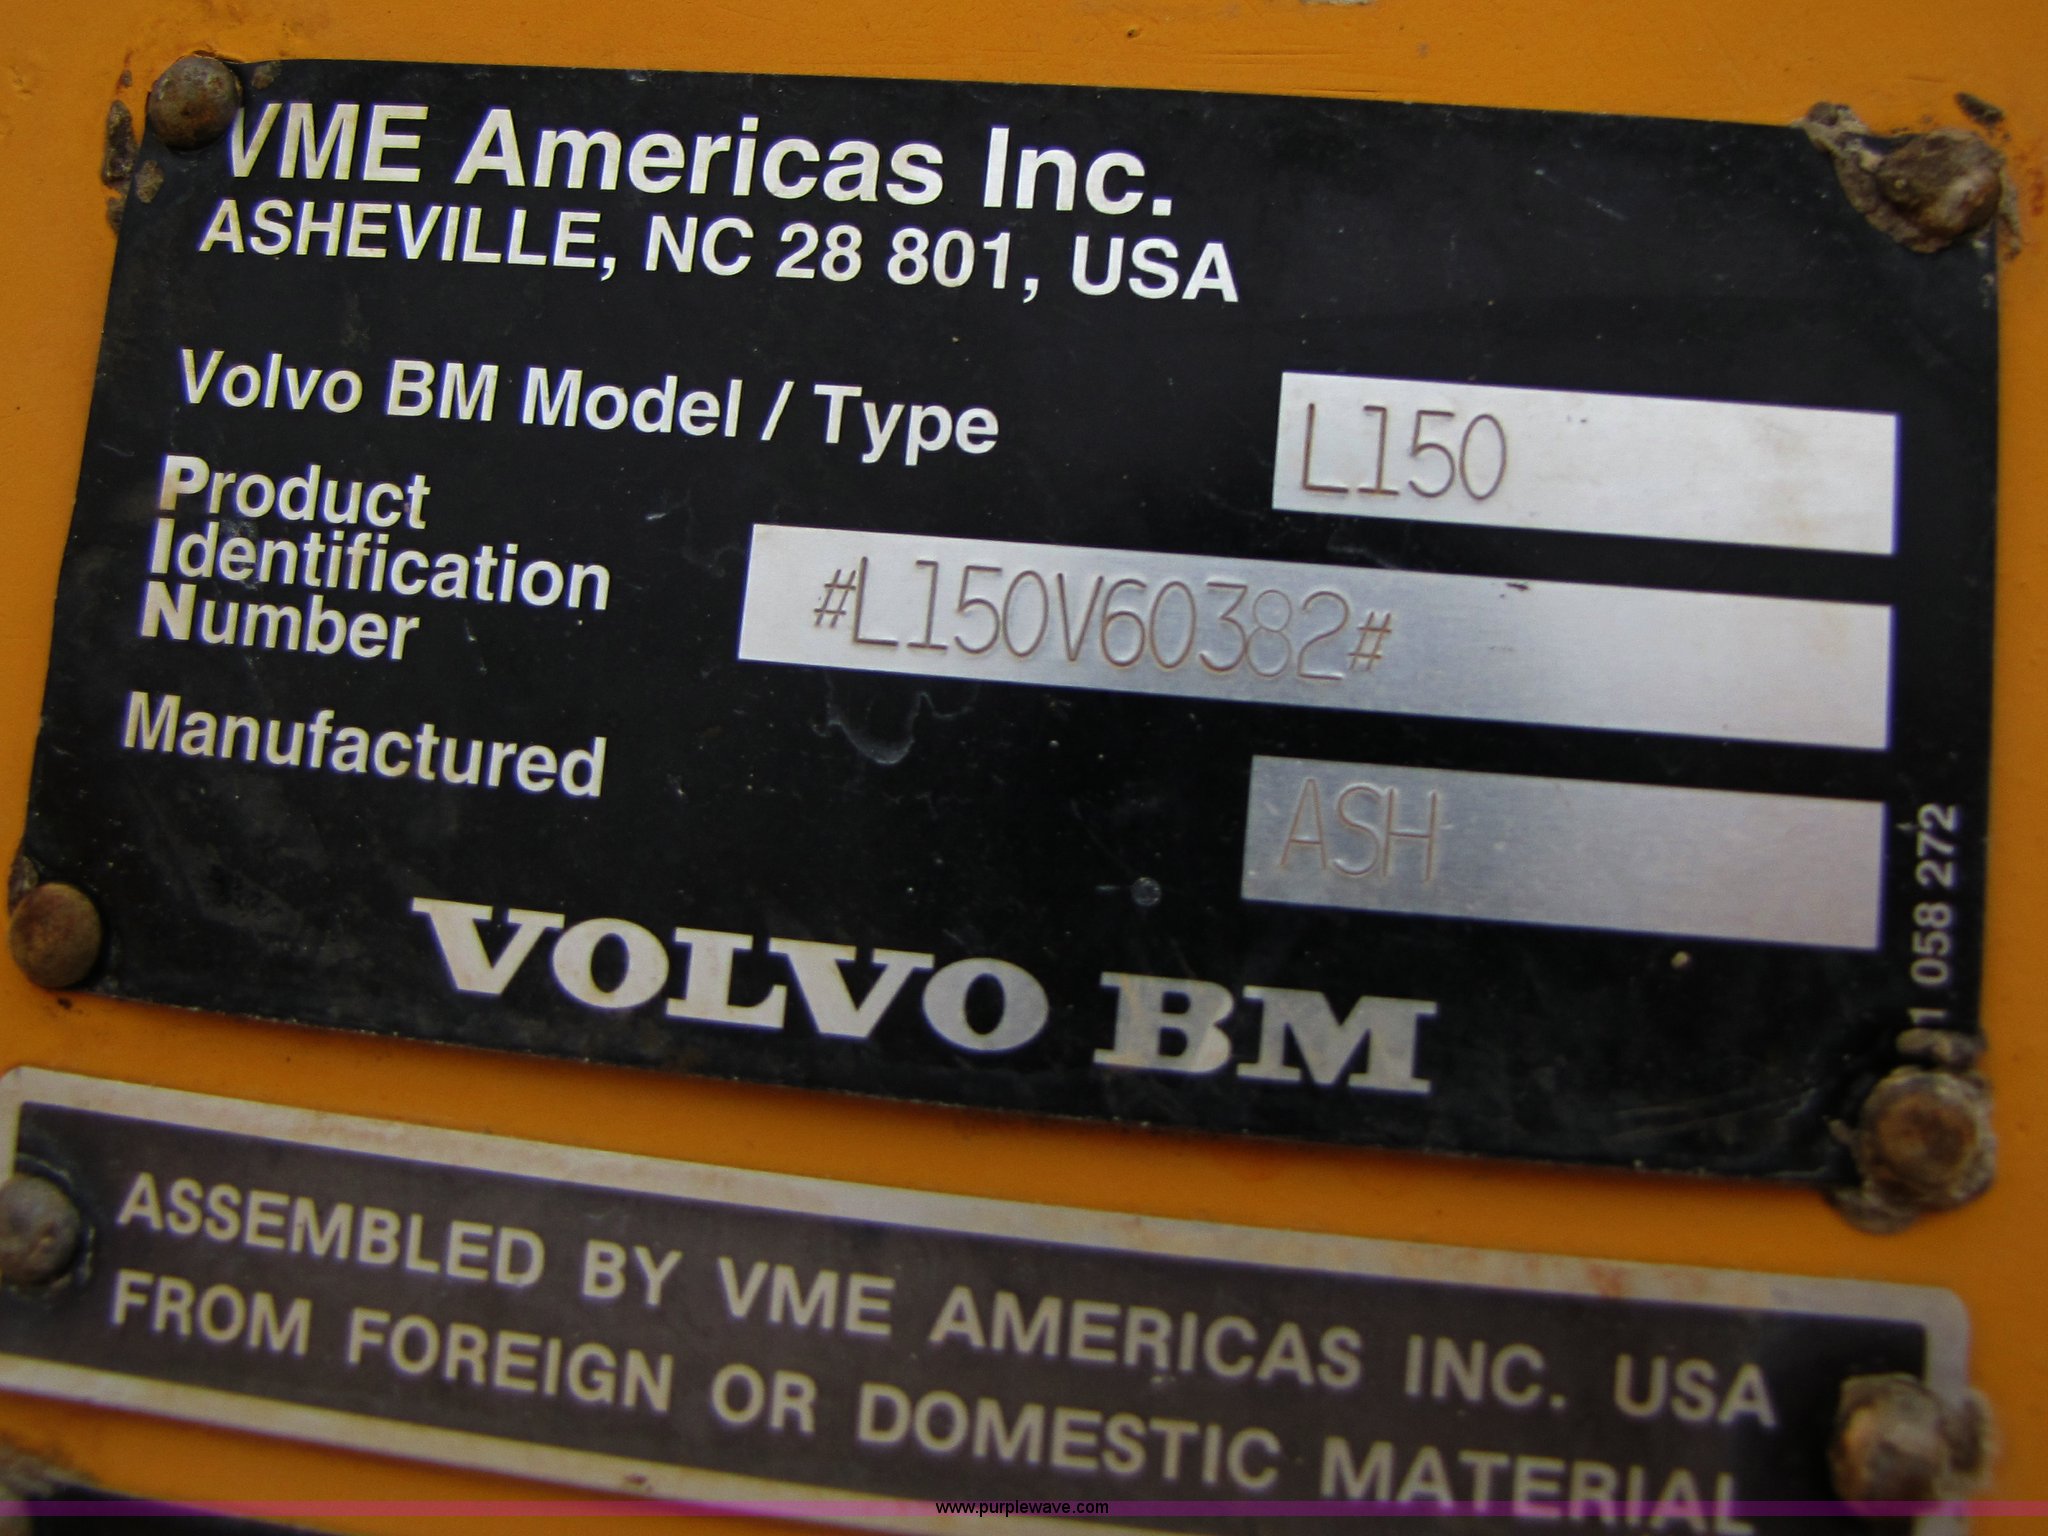 VME Americas Inc.
ASHEVILLE, NC 28 801, USA
Volvo BM Model / Type
L150
Product
Identification
Number
#L150V60382#
Manufactured
ASH
VOLVO BM
1 058 272
ASSEMBLED BY VME AMERICAS INC. USA
FROM FOREIGN OR DOMESTIC MATERIAL
www.purplewave.com